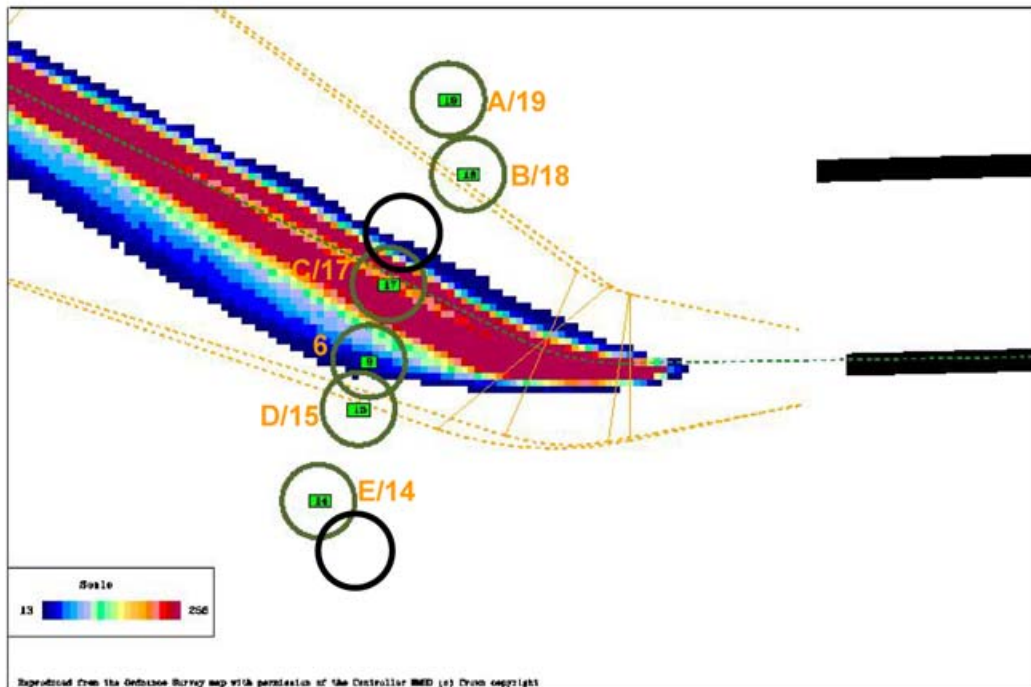 19
A/19
18
B/18
C/17
17
6
D/15
15
E/14
14
Scale
13
256
Reproduced from the Ordnance Survey map with permission of the Controller HMSO (c) Crown copyright